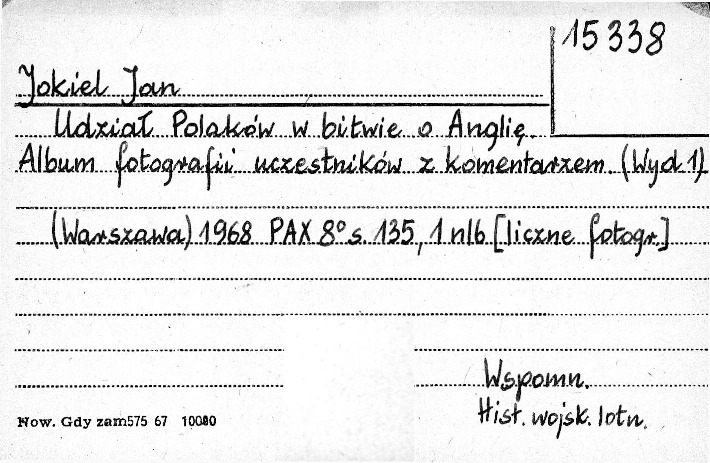 15338
Jokiel Jan
Udział Polaków w bitwie o Anglię.
Album fotografii uczestników z komentarzem. (Wyd 1)
(Warszawa) 1968 PAX 8° s. 135, 1 nlb [liczne fotogr.]
Wspomn.
Hist. wojsk. lotn.
Now. Gdy zam575 67 10080